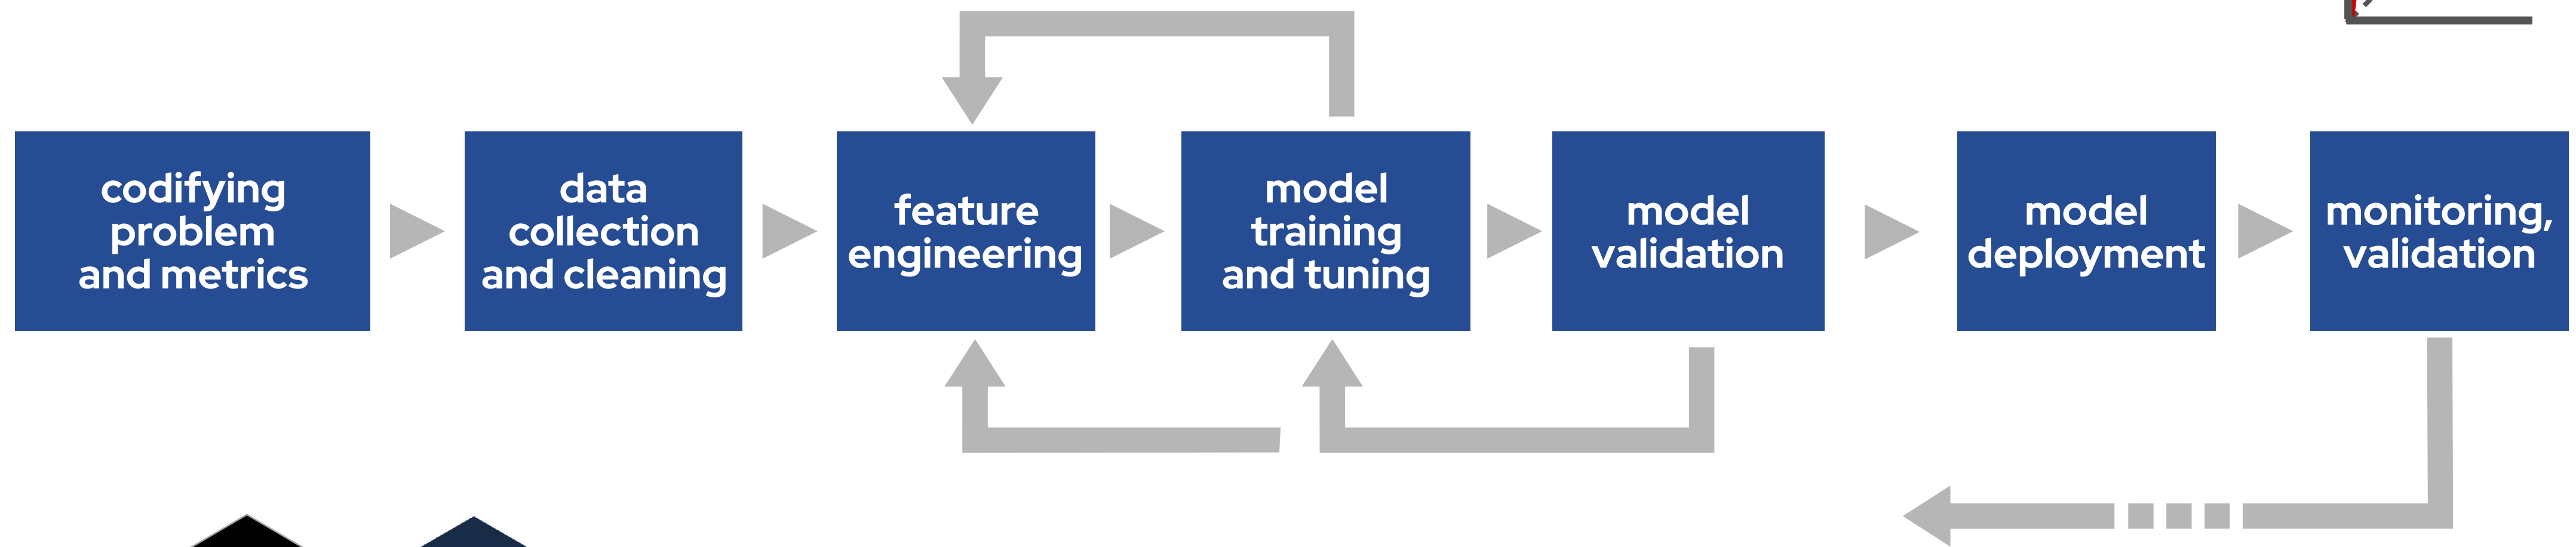 codifying
problem
and metrics
data
collection
and cleaning
feature
engineering
model
training
and tuning
model
validation
model
deployment
monitoring,
validation